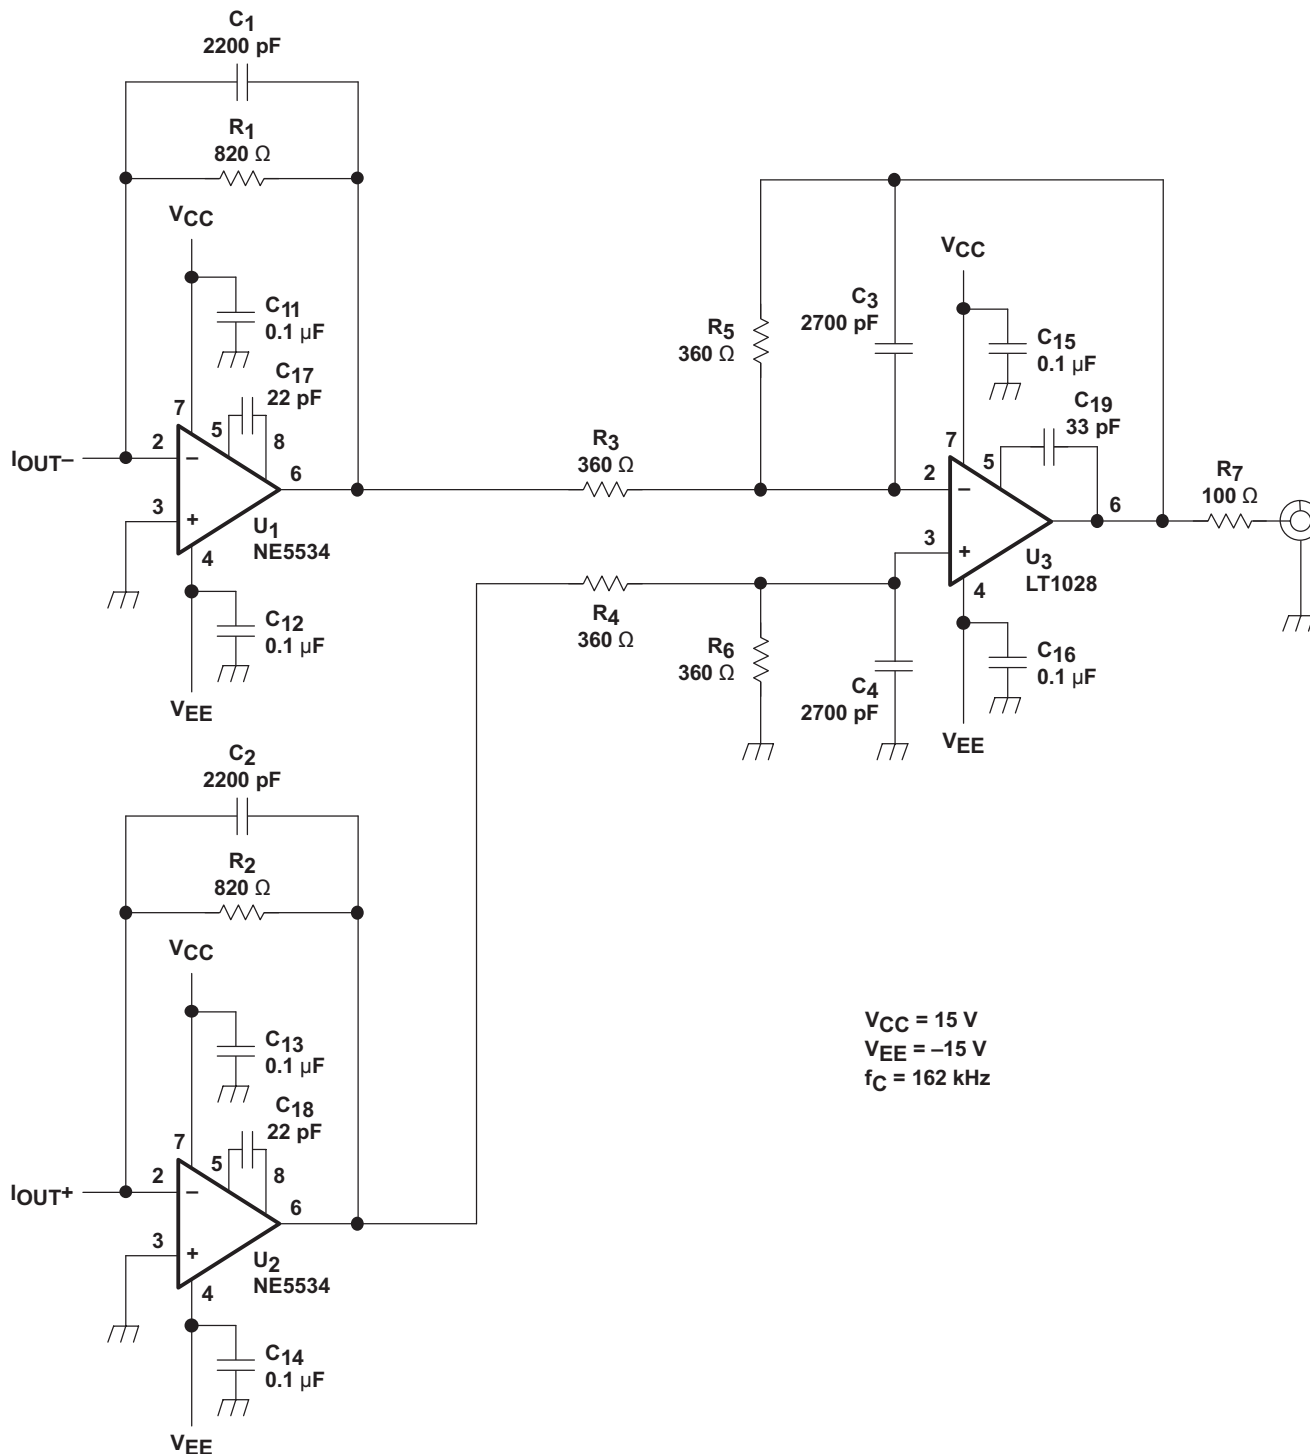 C1
2200 pF
R1
820 Ω
VCC
C11
0.1 µF
C17
22 pF
7
5
8
2
–
6
IOUT–
3
+
U1
NE5534
4
C12
0.1 µF
VEE
R3
360 Ω
R5
360 Ω
C3
2700 pF
VCC
C15
0.1 µF
C19
33 pF
7
5
2
–
6
R7
100 Ω
3
+
U3
LT1028
4
R4
360 Ω
R6
360 Ω
C4
2700 pF
C16
0.1 µF
VEE
C2
2200 pF
R2
820 Ω
VCC
C13
0.1 µF
C18
22 pF
7
5
8
2
–
6
IOUT+
3
+
U2
NE5534
4
C14
0.1 µF
VEE
VCC = 15 V
VEE = –15 V
fC = 162 kHz